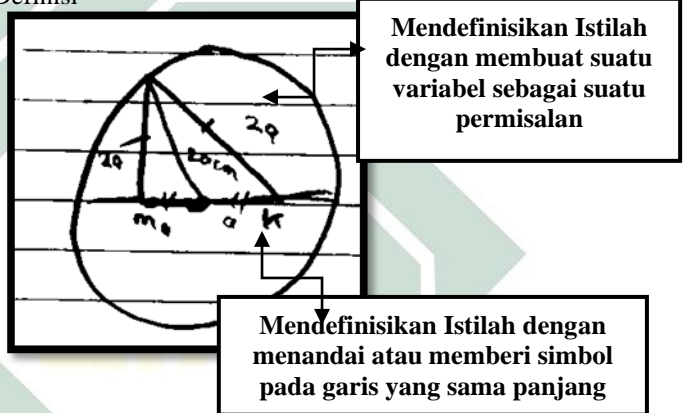 Definisi
Mendefinisikan Istilah
dengan membuat suatu
variabel sebagai suatu
permisalan
2a
2a
20cm
m a
a
K
Mendefinisikan Istilah dengan
menandai atau memberi simbol
pada garis yang sama panjang